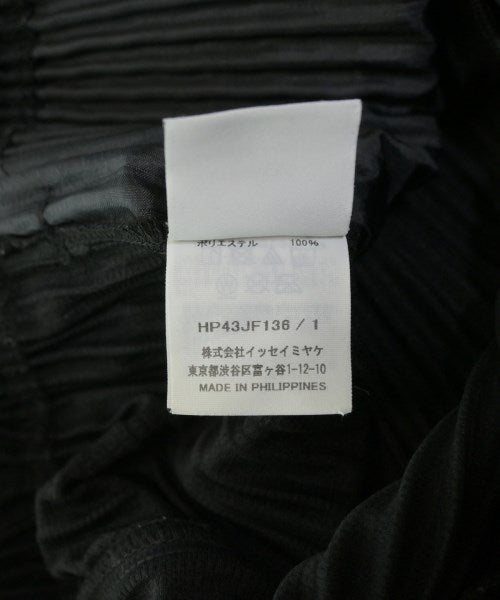 ポリエステル 100%
HP43JF136 / 1
株式会社イッセイミヤケ
東京都渋谷区富ヶ谷1-12-10
MADE IN PHILIPPINES